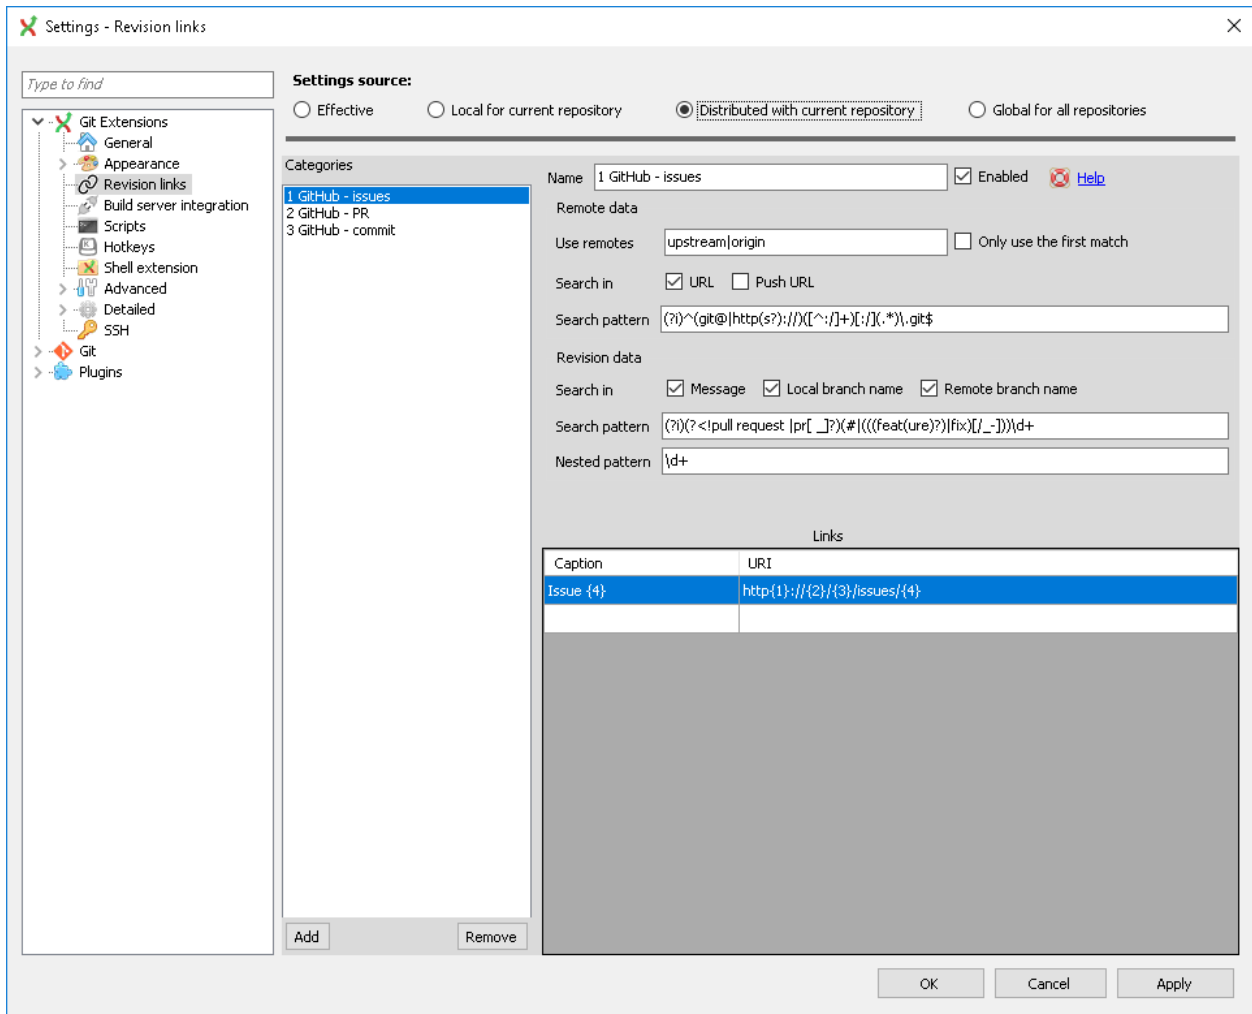 Settings - Revision links
Type to find
Git Extensions
General
Appearance
Revision links
Build server integration
Scripts
Hotkeys
Shell extension
Advanced
Detailed
SSH
Git
Plugins
Settings source:
Effective
Local for current repository
Distributed with current repository
Global for all repositories
Categories
1 GitHub - issues
2 GitHub - PR
3 GitHub - commit
Add
Remove
Name 1 GitHub - issues Enabled Help
Remote data
Use remotes upstream|origin Only use the first match
Search in URL Push URL
Search pattern (?i)^(git@|http(s?)://)([^:/]+)[:/](.*)\.git$
Revision data
Search in Message Local branch name Remote branch name
Search pattern (?i)(?<!pull request |pr[ _]?)(#|(((feat(ure)?)|fix)[/_-]))\d+
Nested pattern \d+
Links
Caption URI
Issue {4} http{1}://{2}/{3}/issues/{4}
OK Cancel Apply